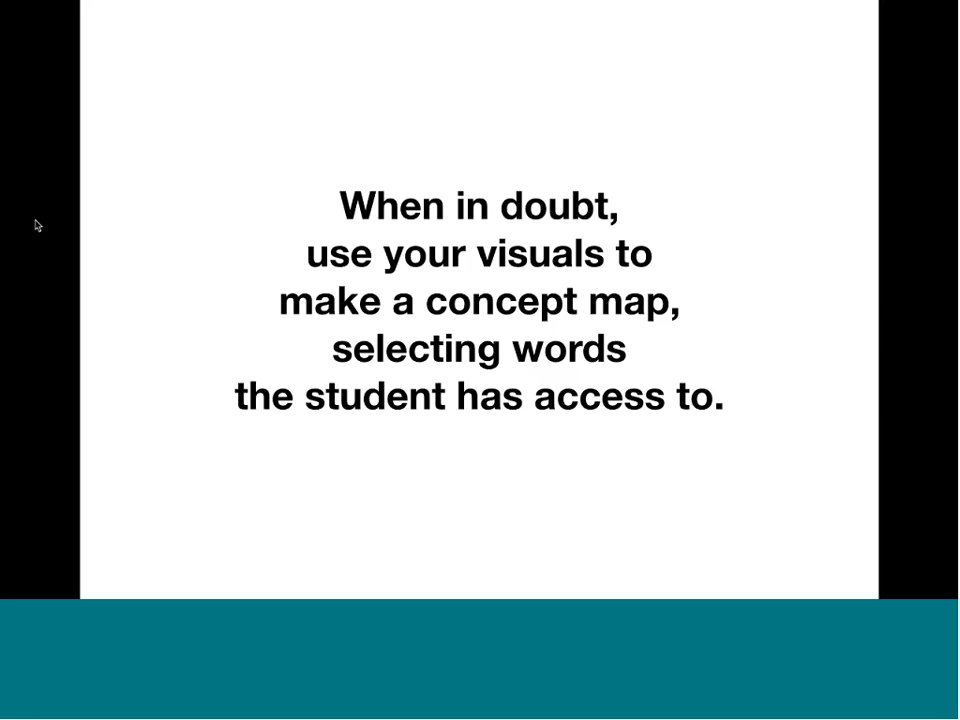 When in doubt,
use your visuals to
make a concept map,
selecting words
the student has access to.